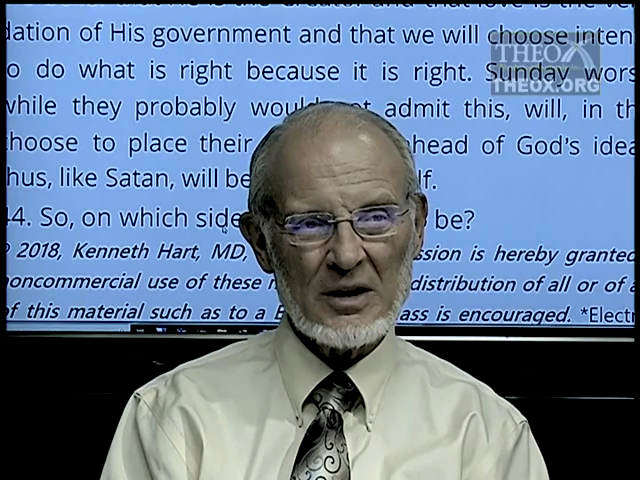 dation of His government and that we will choose inten
THEOX
THEOX.ORG
to do what is right because it is right. Sunday wors
while they probably would not admit this, will, in th
choose to place their ahead of God's idea
thus, like Satan, will be f.
44. So, on which side be?
© 2018, Kenneth Hart, MD, ission is hereby granted
noncommercial use of these distribution of all or of a
of this material such as to a ass is encouraged. *Electr